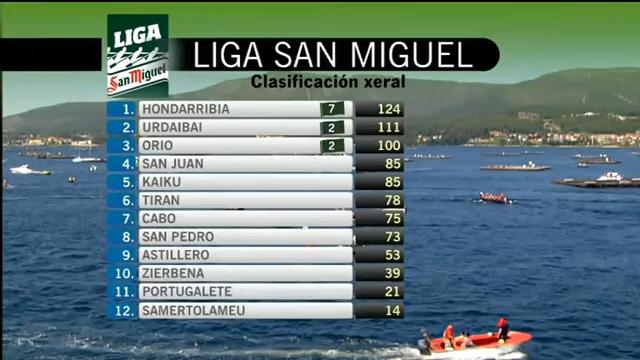 LIGA
San Miguel
LIGA SAN MIGUEL
Clasificación xeral
1. HONDARRIBIA 7 124
2. URDAIBAI 2 111
3. ORIO 2 100
4. SAN JUAN 85
5. KAIKU 85
6. TIRAN 78
7. CABO 75
8. SAN PEDRO 73
9. ASTILLERO 53
10. ZIERBENA 39
11. PORTUGALETE 21
12. SAMERTOLAMEU 14